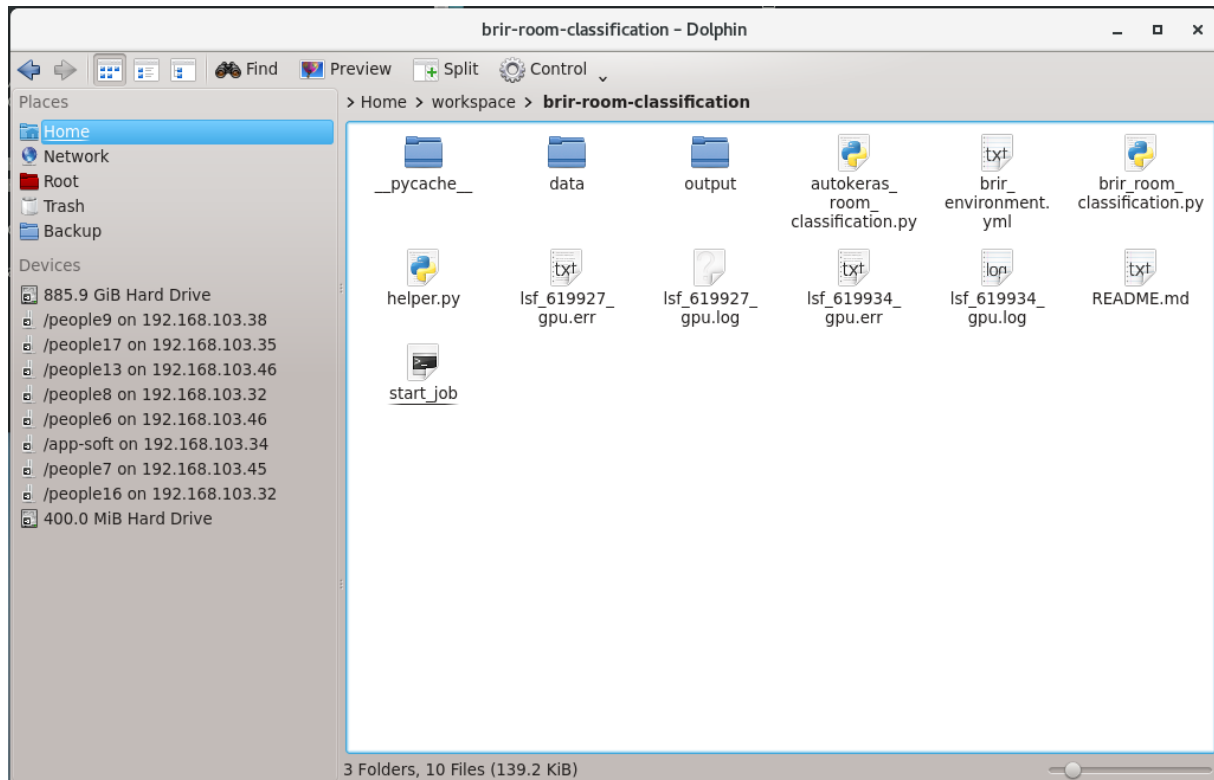 brir-room-classification – Dolphin
Find Preview Split Control
Places
Home
Network
Root
Trash
Backup
Devices
885.9 GiB Hard Drive
/people9 on 192.168.103.38
/people17 on 192.168.103.35
/people13 on 192.168.103.46
/people8 on 192.168.103.32
/people6 on 192.168.103.46
/app-soft on 192.168.103.34
/people7 on 192.168.103.45
/people16 on 192.168.103.32
400.0 MiB Hard Drive
> Home > workspace > brir-room-classification
__pycache__
data
output
autokeras_
room_
classification.py
txt
brir_
environment.
yml
brir_room_
classification.py
helper.py
txt
lsf_619927_
gpu.err
?
lsf_619927_
gpu.log
txt
lsf_619934_
gpu.err
log
lsf_619934_
gpu.log
txt
README.md
start_job
3 Folders, 10 Files (139.2 KiB)